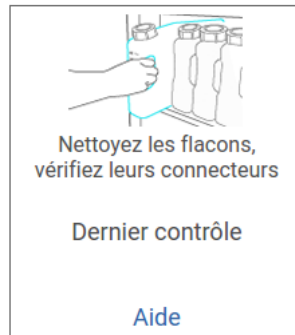 Nettoyez les flacons,
vérifiez leurs connecteurs
Dernier contrôle
Aide